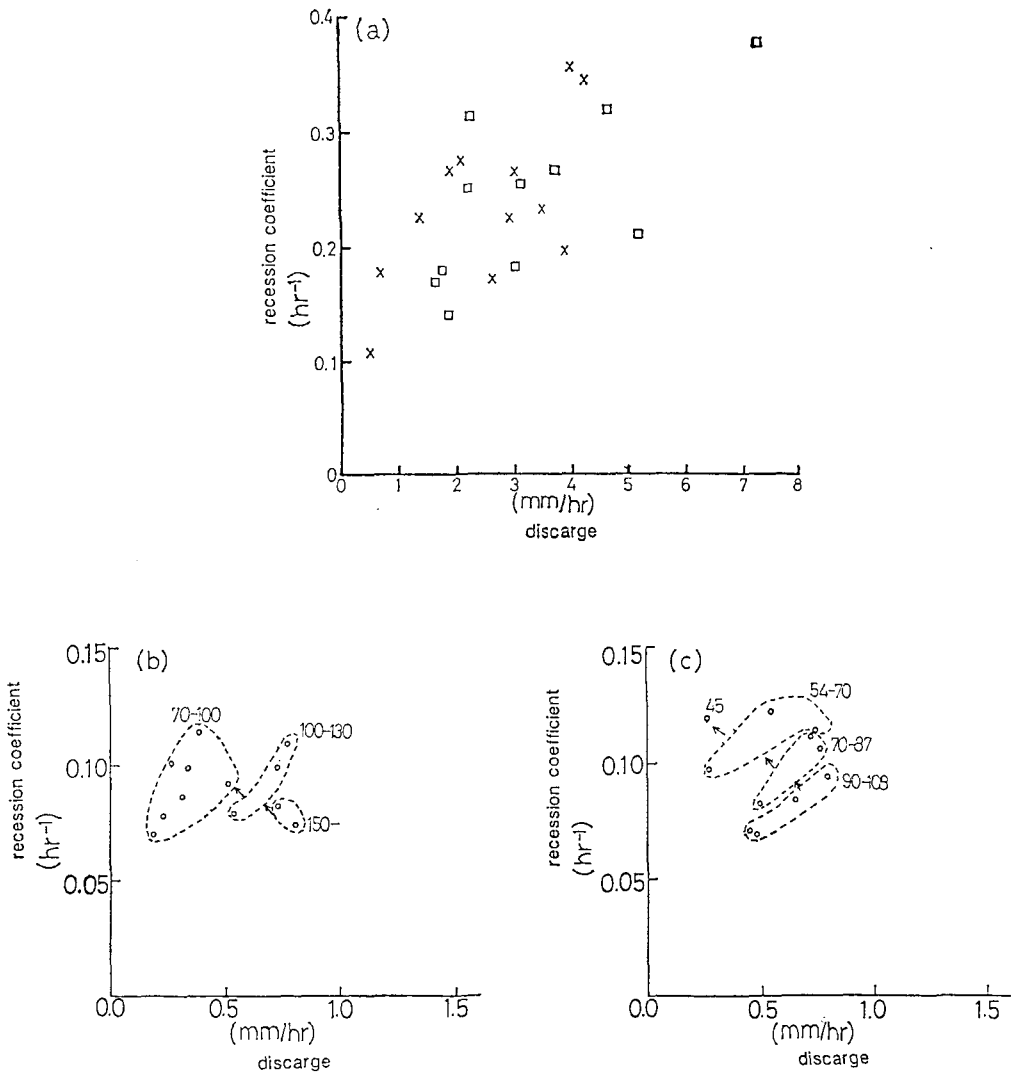 (a)
0.4
0.3
0.2
0.1
0
recession coefficient
(hr⁻¹)
0 1 2 3 4 5 6 7 8
(mm/hr)
discarge
(b)
0.15
0.10
0.05
recession coefficient
(hr⁻¹)
70-100
100-130
150-
0.0 0.5 1.0 1.5
(mm/hr)
discarge
(c)
0.15
0.10
0.05
recession coefficient
(hr⁻¹)
45
54-70
70-87
90-108
0.0 0.5 1.0 1.5
(mm/hr)
discarge